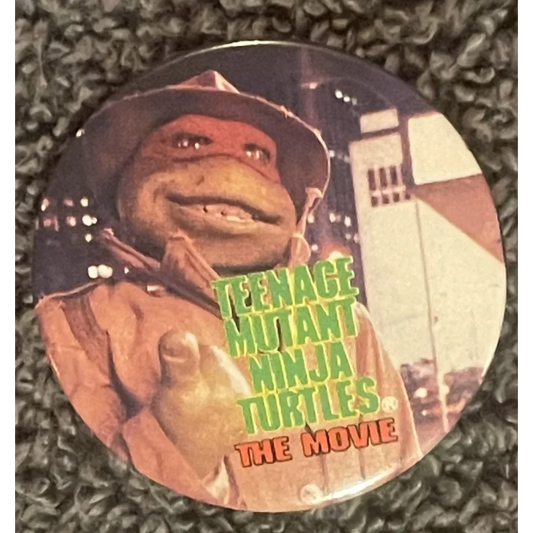 TEENAGE
MUTANT
NINJA
TURTLES®
THE MOVIE